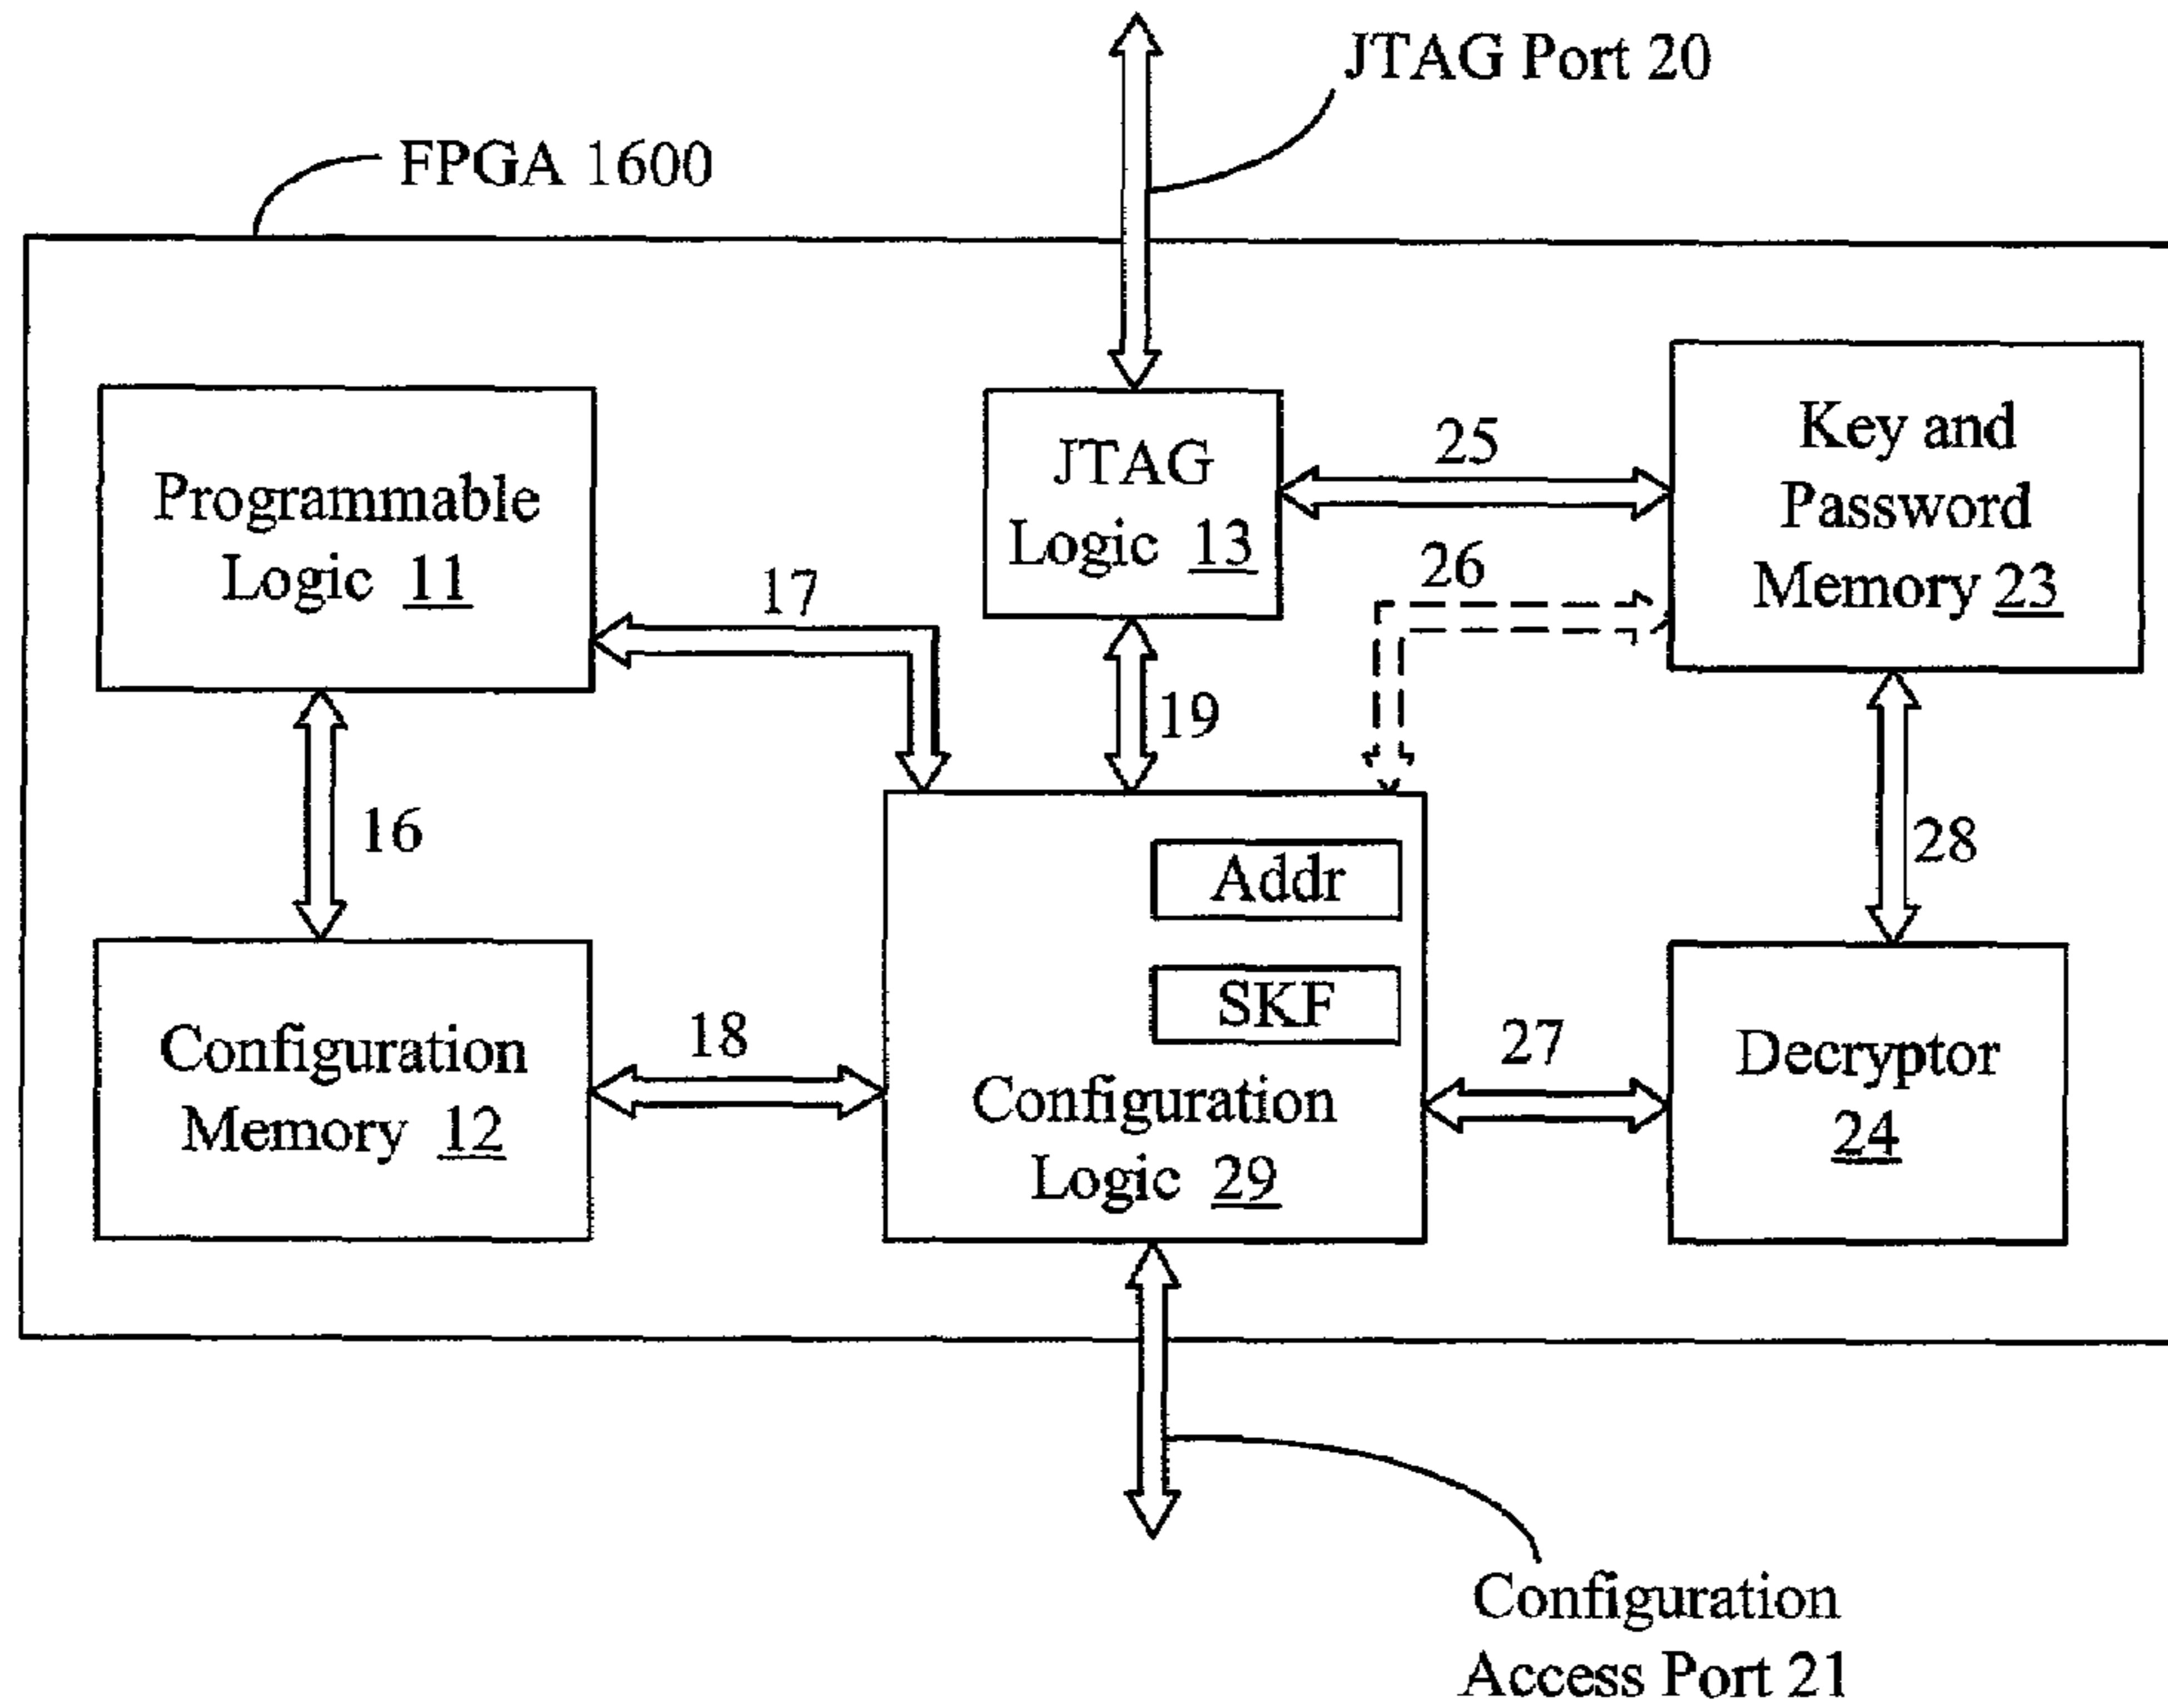 JTAG Port 20
FPGA 1600
Programmable
Logic 11
JTAG
Logic 13
25
Key and
Password
Memory 23
26
17
19
16
28
Addr
SKF
Configuration
Logic 29
18
Configuration
Memory 12
27
Decryptor
24
Configuration
Access Port 21